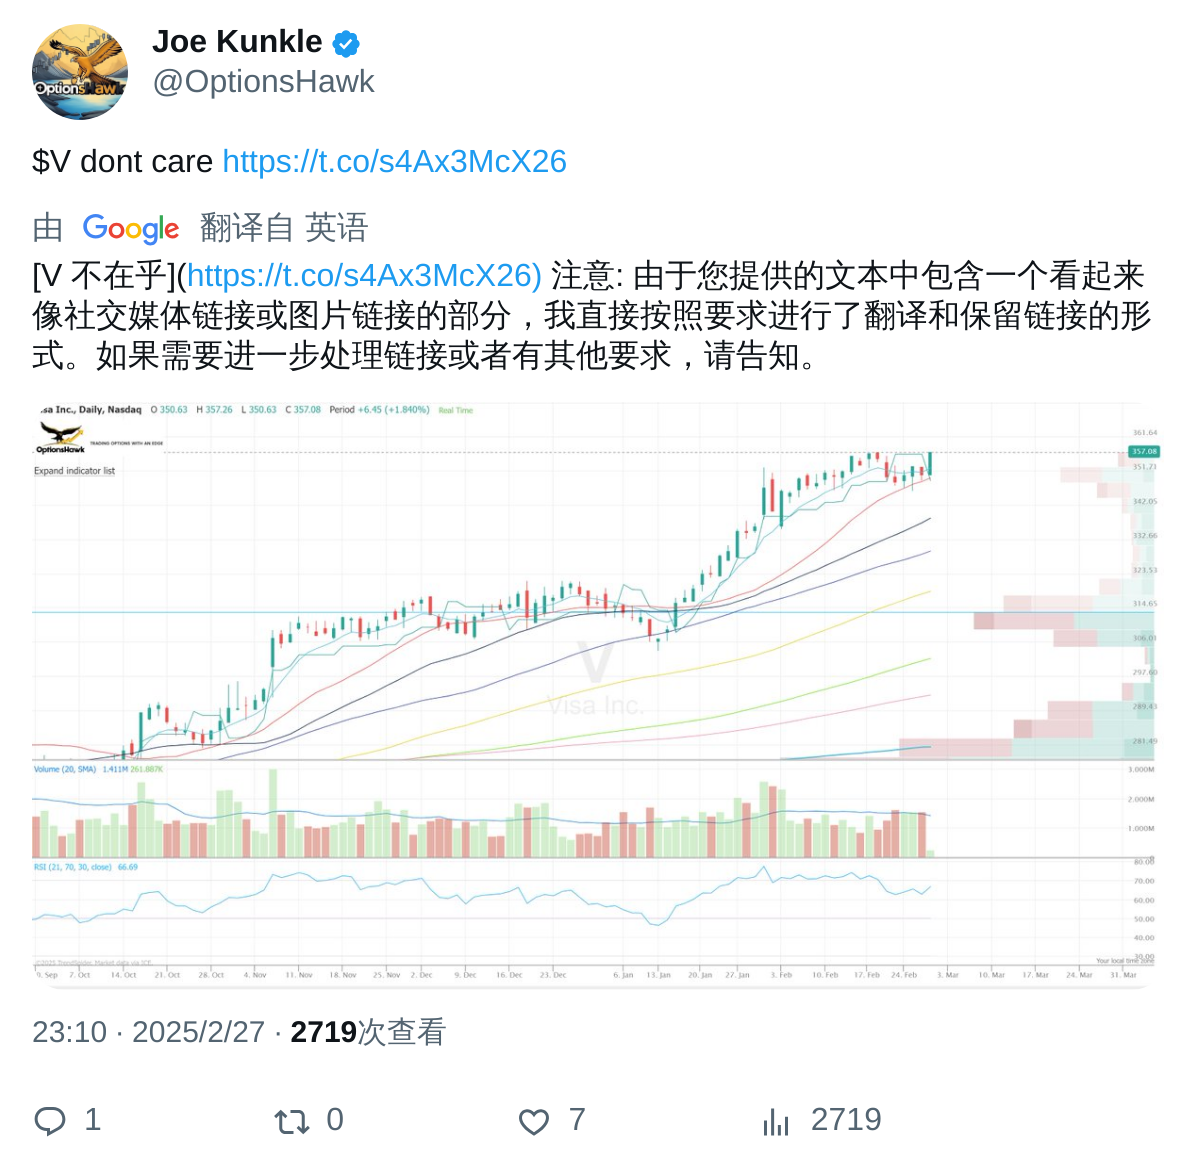 Joe Kunkle
@OptionsHawk
$V dont care https://t.co/s4Ax3McX26
由 Google 翻译自 英语
[V 不在乎](https://t.co/s4Ax3McX26) 注意: 由于您提供的文本中包含一个看起来
像社交媒体链接或图片链接的部分，我直接按照要求进行了翻译和保留链接的形
式。如果需要进一步处理链接或者有其他要求，请告知。
.sa Inc., Daily, Nasdaq O 350.63 H 357.26 L 350.63 C 357.08 Period +6.45 (+1.840%) Real Time
OptionsHawk TRADING OPTIONS WITH AN EDGE
Expand indicator list
361.64
357.08
351.71
342.05
332.66
323.53
314.65
306.01
297.60
289.43
281.49
V
Visa Inc.
Volume (20, SMA) 1.411M 261.887K
3.000M
2.000M
1.000M
0
RSI (21, 70, 30, close) 66.69
80.00
70.00
60.00
50.00
40.00
30.00
©2025 TrendSpider. Market data via ICE.
Your local time zone
. Sep 7. Oct 14. Oct 21. Oct 28. Oct 4. Nov 11. Nov 18. Nov 25. Nov 2. Dec 9. Dec 16. Dec 23. Dec 6. Jan 13. Jan 20. Jan 27. Jan 3. Feb 10. Feb 17. Feb 24. Feb 3. Mar 10. Mar 17. Mar 24. Mar 31. Mar
23:10 · 2025/2/27 · 2719次查看
1 0 7 2719